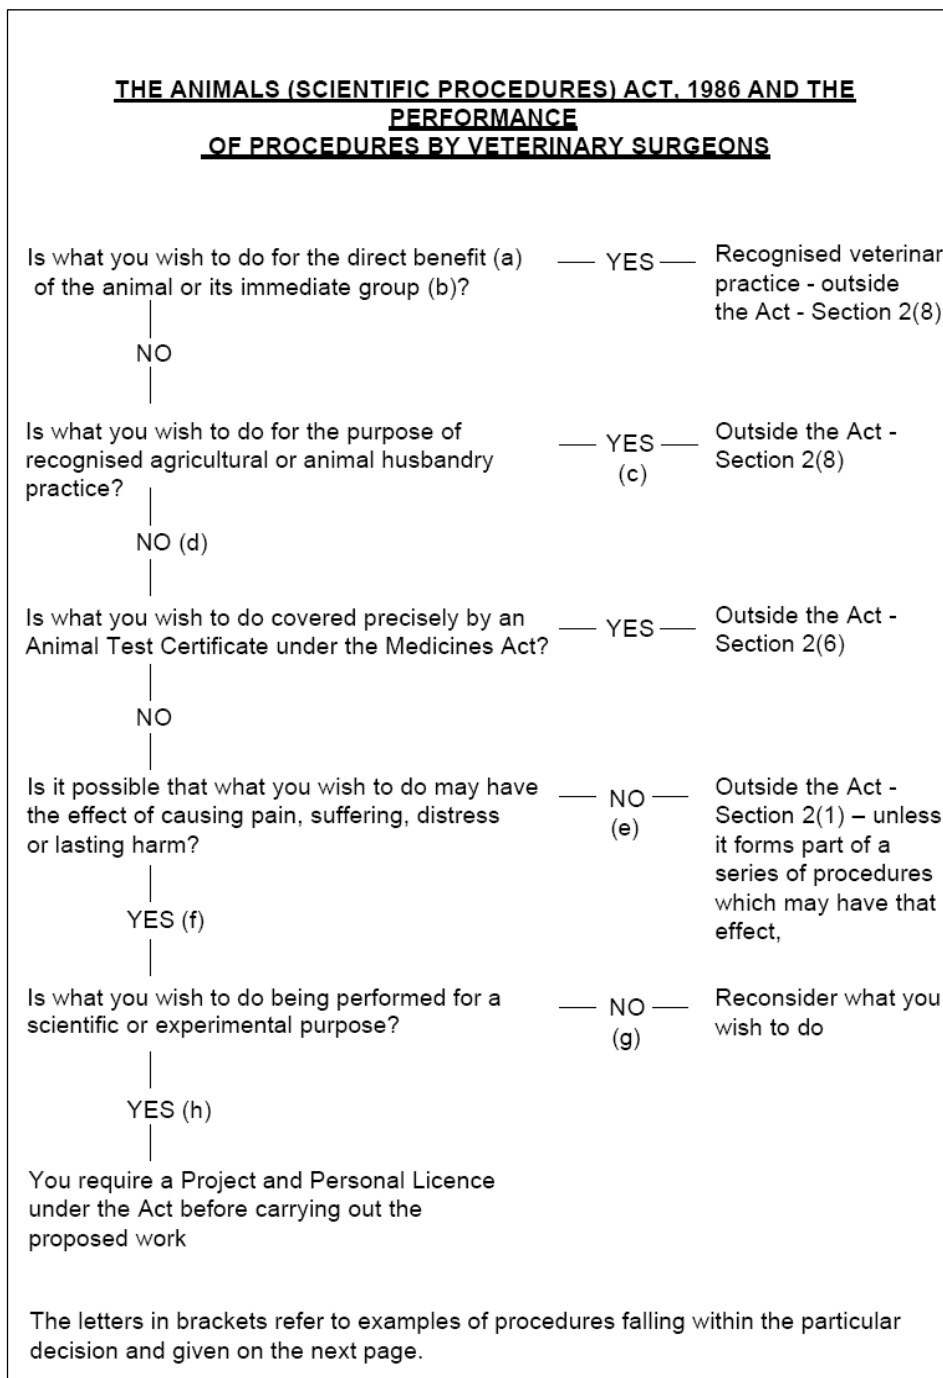 THE ANIMALS (SCIENTIFIC PROCEDURES) ACT, 1986 AND THE
PERFORMANCE
OF PROCEDURES BY VETERINARY SURGEONS
Is what you wish to do for the direct benefit (a)
of the animal or its immediate group (b)?
YES
Recognised veterinar
practice - outside
the Act - Section 2(8)
NO
Is what you wish to do for the purpose of
recognised agricultural or animal husbandry
practice?
YES
(c)
Outside the Act -
Section 2(8)
NO (d)
Is what you wish to do covered precisely by an
Animal Test Certificate under the Medicines Act?
YES
Outside the Act -
Section 2(6)
NO
Is it possible that what you wish to do may have
the effect of causing pain, suffering, distress
or lasting harm?
NO
(e)
Outside the Act -
Section 2(1) – unless
it forms part of a
series of procedures
which may have that
effect,
YES (f)
Is what you wish to do being performed for a
scientific or experimental purpose?
NO
(g)
Reconsider what you
wish to do
YES (h)
You require a Project and Personal Licence
under the Act before carrying out the
proposed work
The letters in brackets refer to examples of procedures falling within the particular
decision and given on the next page.